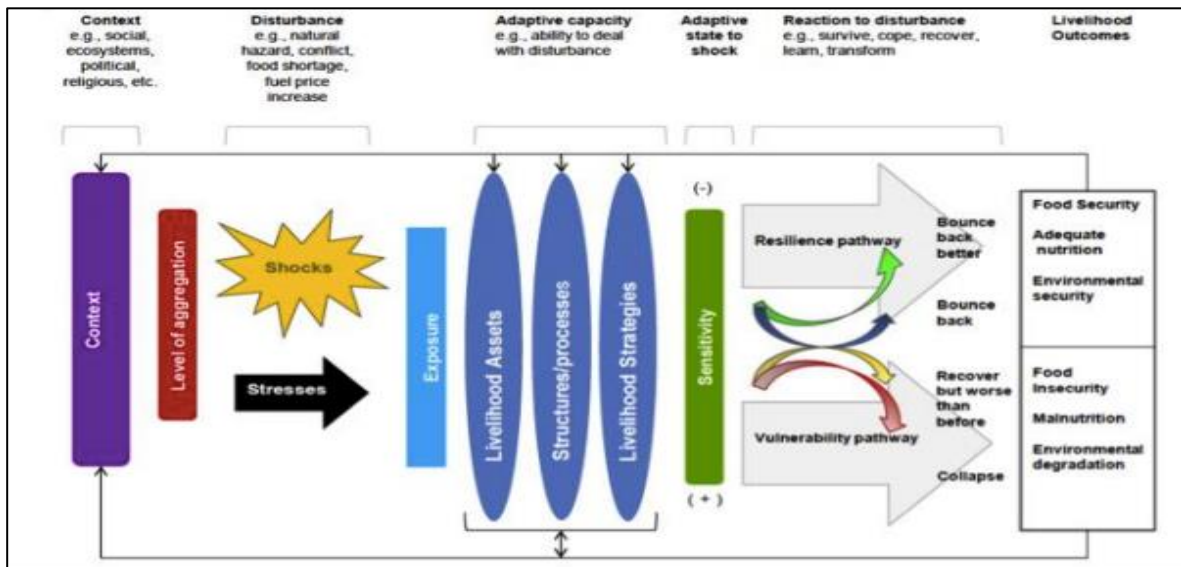 Context
e.g., social,
ecosystems,
political,
religious, etc.
Disturbance
e.g., natural
hazard, conflict,
food shortage,
fuel price
increase
Adaptive capacity
e.g., ability to deal
with disturbance
Adaptive
state to
shock
Reaction to disturbance
e.g., survive, cope, recover,
learn, transform
Livelihood
Outcomes
Context
Level of aggregation
Shocks
Stresses
Exposure
Livelihood Assets
Structures/processes
Livelihood Strategies
(-)
Sensitivity
(+)
Resilience pathway
Bounce
back
better
Bounce
back
Recover
but worse
than
before
Vulnerability pathway
Collapse
Food Security
Adequate
nutrition
Environmental
security
Food
Insecurity
Malnutrition
Environmental
degradation